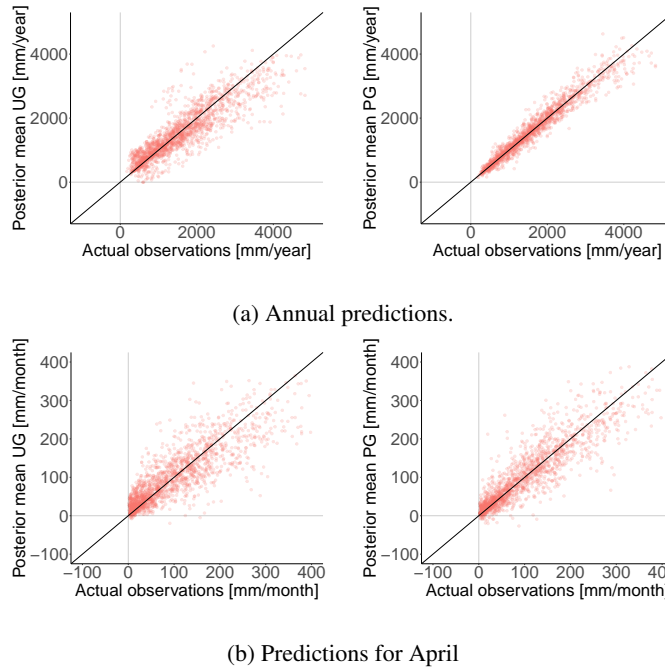 Posterior mean UG [mm/year]
4000
2000
0
0 2000 4000
Actual observations [mm/year]
Posterior mean PG [mm/year]
4000
2000
0
0 2000 4000
Actual observations [mm/year]
(a) Annual predictions.
Posterior mean UG [mm/month]
400
300
200
100
0
−100
−100 0 100 200 300 400
Actual observations [mm/month]
Posterior mean PG [mm/month]
400
300
200
100
0
−100
−100 0 100 200 300 40
Actual observations [mm/month]
(b) Predictions for April